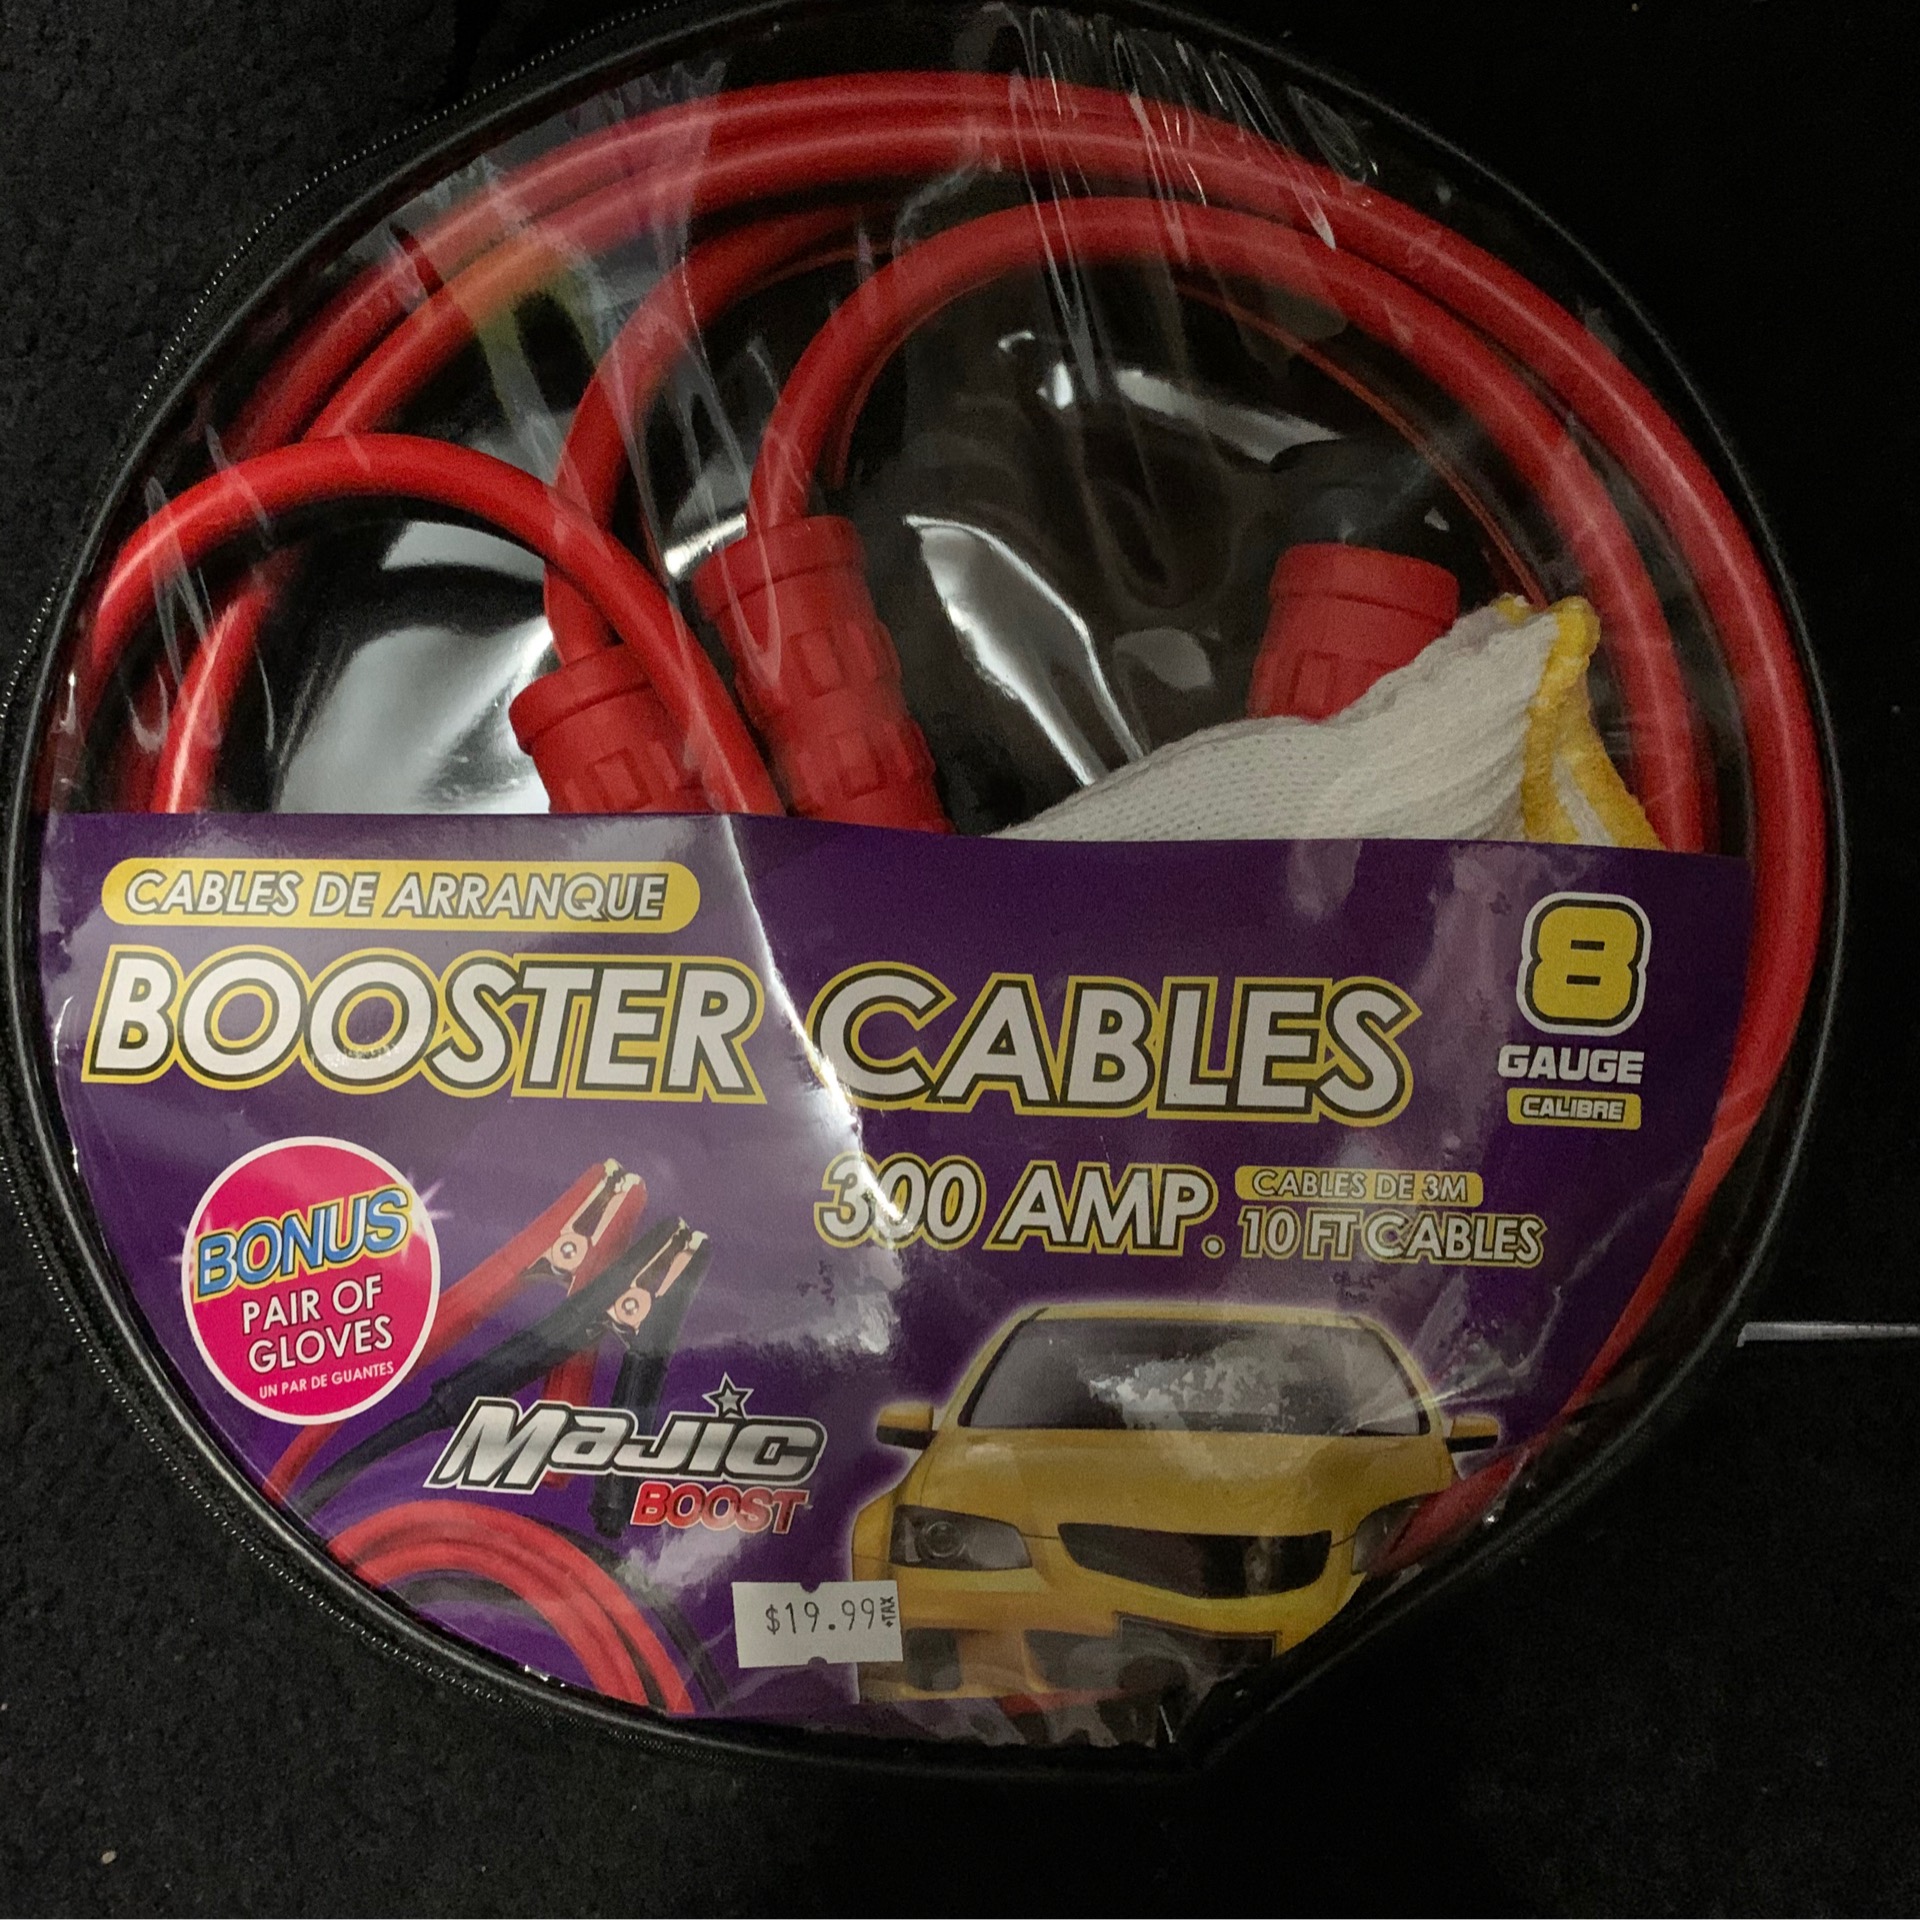 CABLES DE ARRANQUE
BOOSTER CABLES
8
GAUGE
CALIBRE
300 AMP.
CABLES DE 3M
10 FT CABLES
BONUS
PAIR OF
GLOVES
UN PAR DE GUANTES
Majic
BOOST
$19.99 +TAX